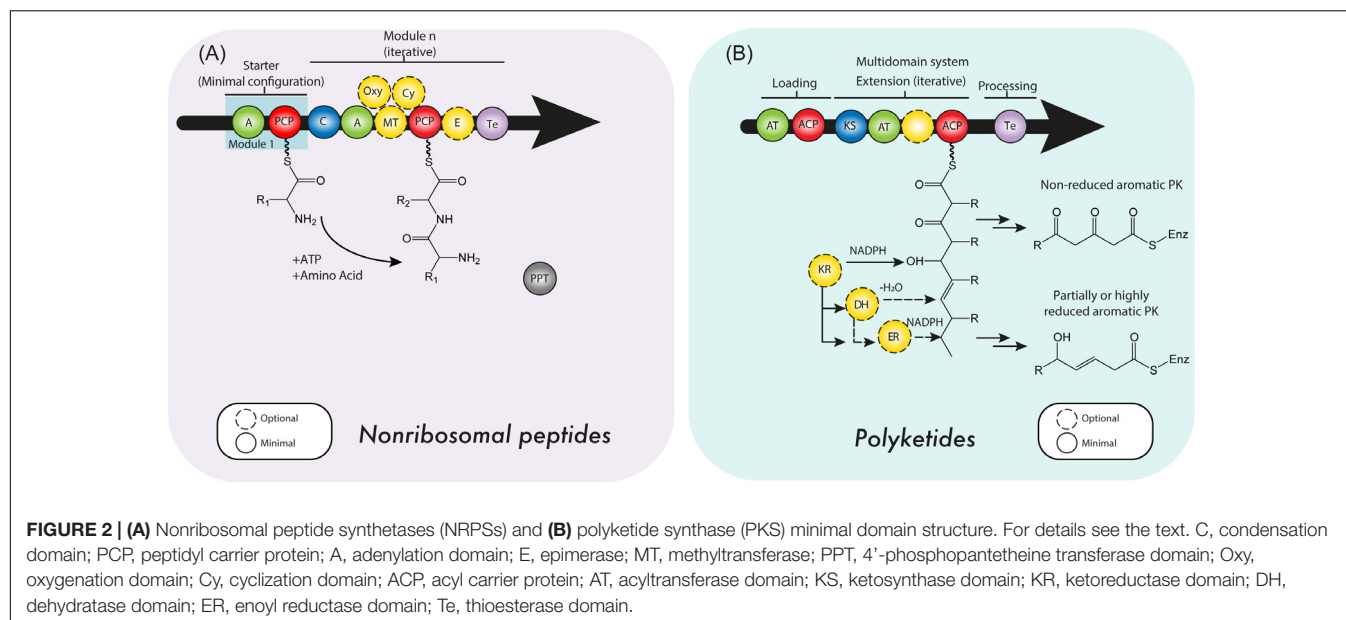 (A)
Module n
(iterative)
Starter
(Minimal configuration)
Oxy
Cy
A
PCP
C
A
MT
PCP
E
Te
Module 1
S
O
R1
NH2
S
O
R2
NH
O
NH2
R1
+ATP
+Amino Acid
PPT
Optional
Minimal
Nonribosomal peptides
(B)
Multidomain system
Loading
Extension (iterative)
Processing
AT
ACP
KS
AT
ACP
Te
S
O
R
O
R
OH
R
R
R
NADPH
KR
-H2O
DH
NADPH
ER
Non-reduced aromatic PK
O
O
O
R
S
Enz
Partially or highly
reduced aromatic PK
OH
O
R
S
Enz
Optional
Minimal
Polyketides
FIGURE 2 | (A) Nonribosomal peptide synthetases (NRPSs) and (B) polyketide synthase (PKS) minimal domain structure. For details see the text. C, condensation
domain; PCP, peptidyl carrier protein; A, adenylation domain; E, epimerase; MT, methyltransferase; PPT, 4'-phosphopantetheine transferase domain; Oxy,
oxygenation domain; Cy, cyclization domain; ACP, acyl carrier protein; AT, acyltransferase domain; KS, ketosynthase domain; KR, ketoreductase domain; DH,
dehydratase domain; ER, enoyl reductase domain; Te, thioesterase domain.